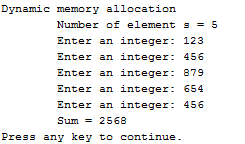 Dynamic memory allocation
Number of element s = 5
Enter an integer: 123
Enter an integer: 456
Enter an integer: 879
Enter an integer: 654
Enter an integer: 456
Sum = 2568
Press any key to continue.